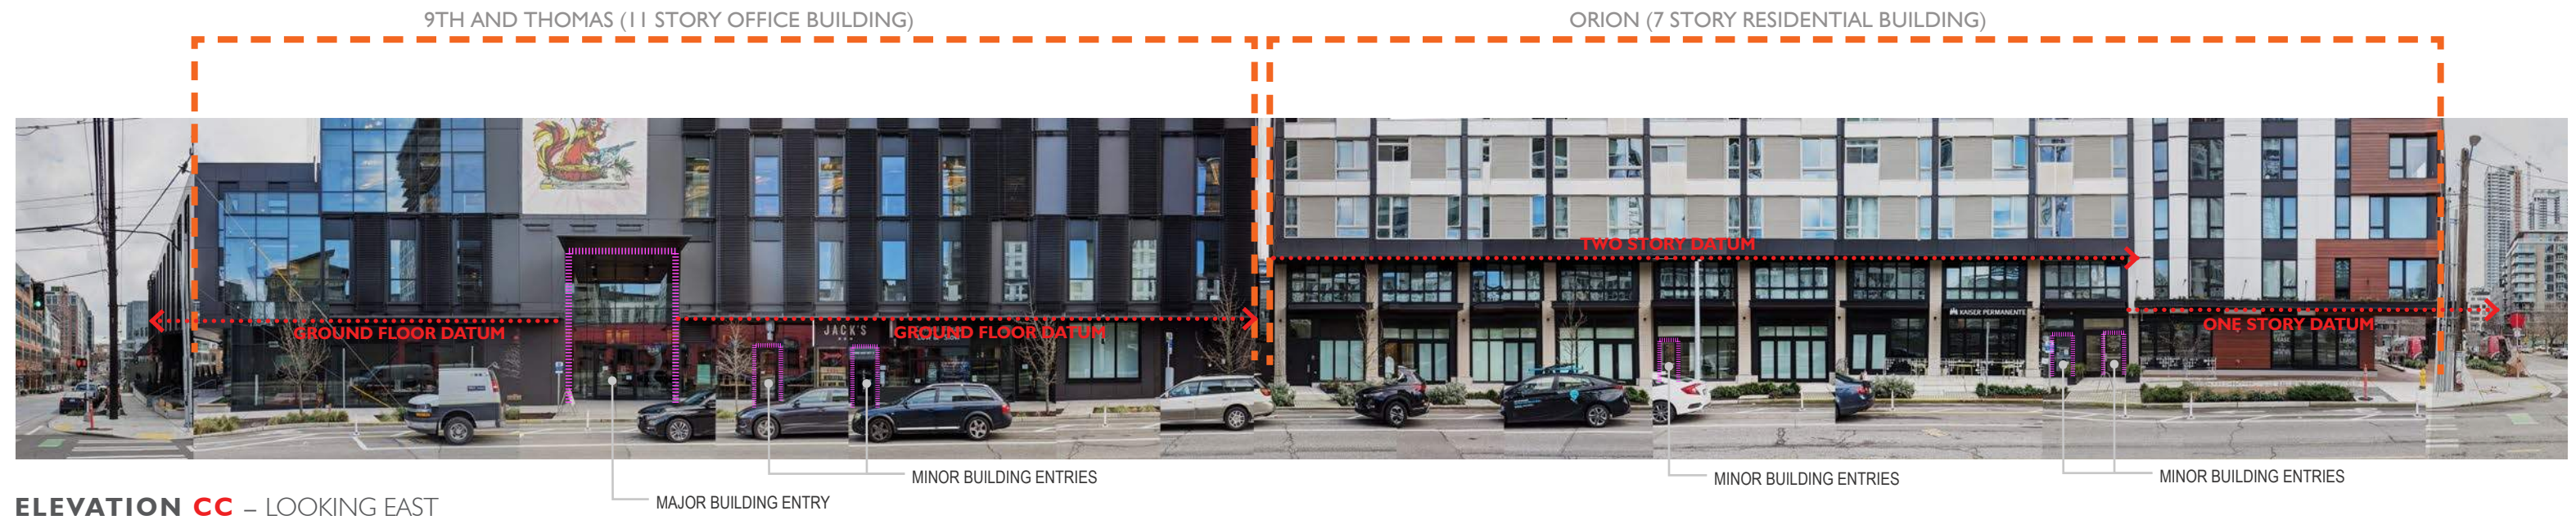 9TH AND THOMAS (11 STORY OFFICE BUILDING)
ORION (7 STORY RESIDENTIAL BUILDING)
TWO STORY DATUM
GROUND FLOOR DATUM
JACK'S
GROUND FLOOR DATUM
KAISER PERMANENTE
ONE STORY DATUM
MINOR BUILDING ENTRIES
MINOR BUILDING ENTRIES
MINOR BUILDING ENTRIES
MAJOR BUILDING ENTRY
ELEVATION CC – LOOKING EAST